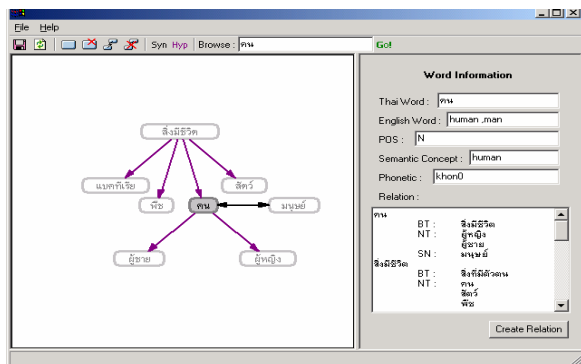 File Help
Syn Hyp Browse : คน Go!
สิ่งมีชีวิต
แบคทีเรีย
สัตว์
พืช
คน
มนุษย์
ผู้ชาย
ผู้หญิง
Word Information
Thai Word : คน
English Word : human ,man
POS : N
Semantic Concept : human
Phonetic : khon0
Relation :
คน
BT : สิ่งมีชีวิต
NT : ผู้หญิง
ผู้ชาย
SN : มนุษย์
สิ่งมีชีวิต
BT : สิ่งที่มีตัวตน
NT : คน
สัตว์
พืช
Create Relation